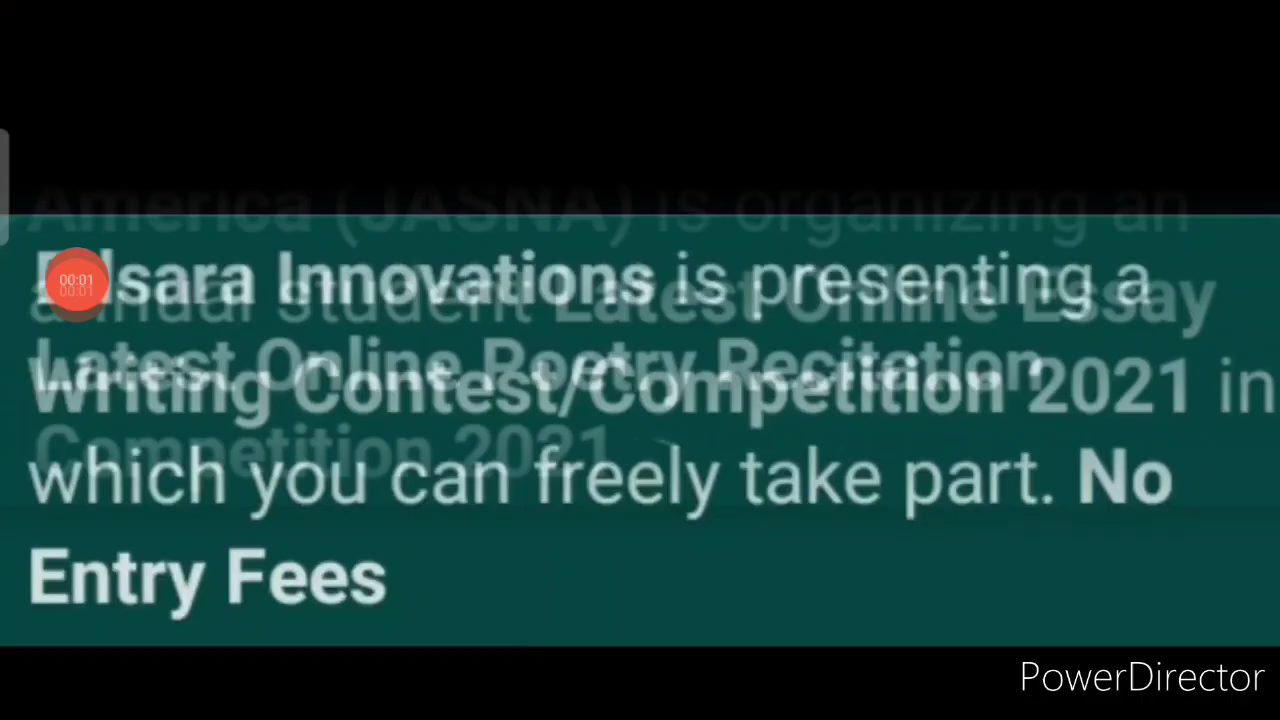 America (JASNA) is organizing an
00:01
Edsara Innovations is presenting a
annual student Latest Online Essay
Latest Online Poetry Recitation
Writing Contest/Competition 2021 in
Competition 2021
which you can freely take part. No
Entry Fees
PowerDirector